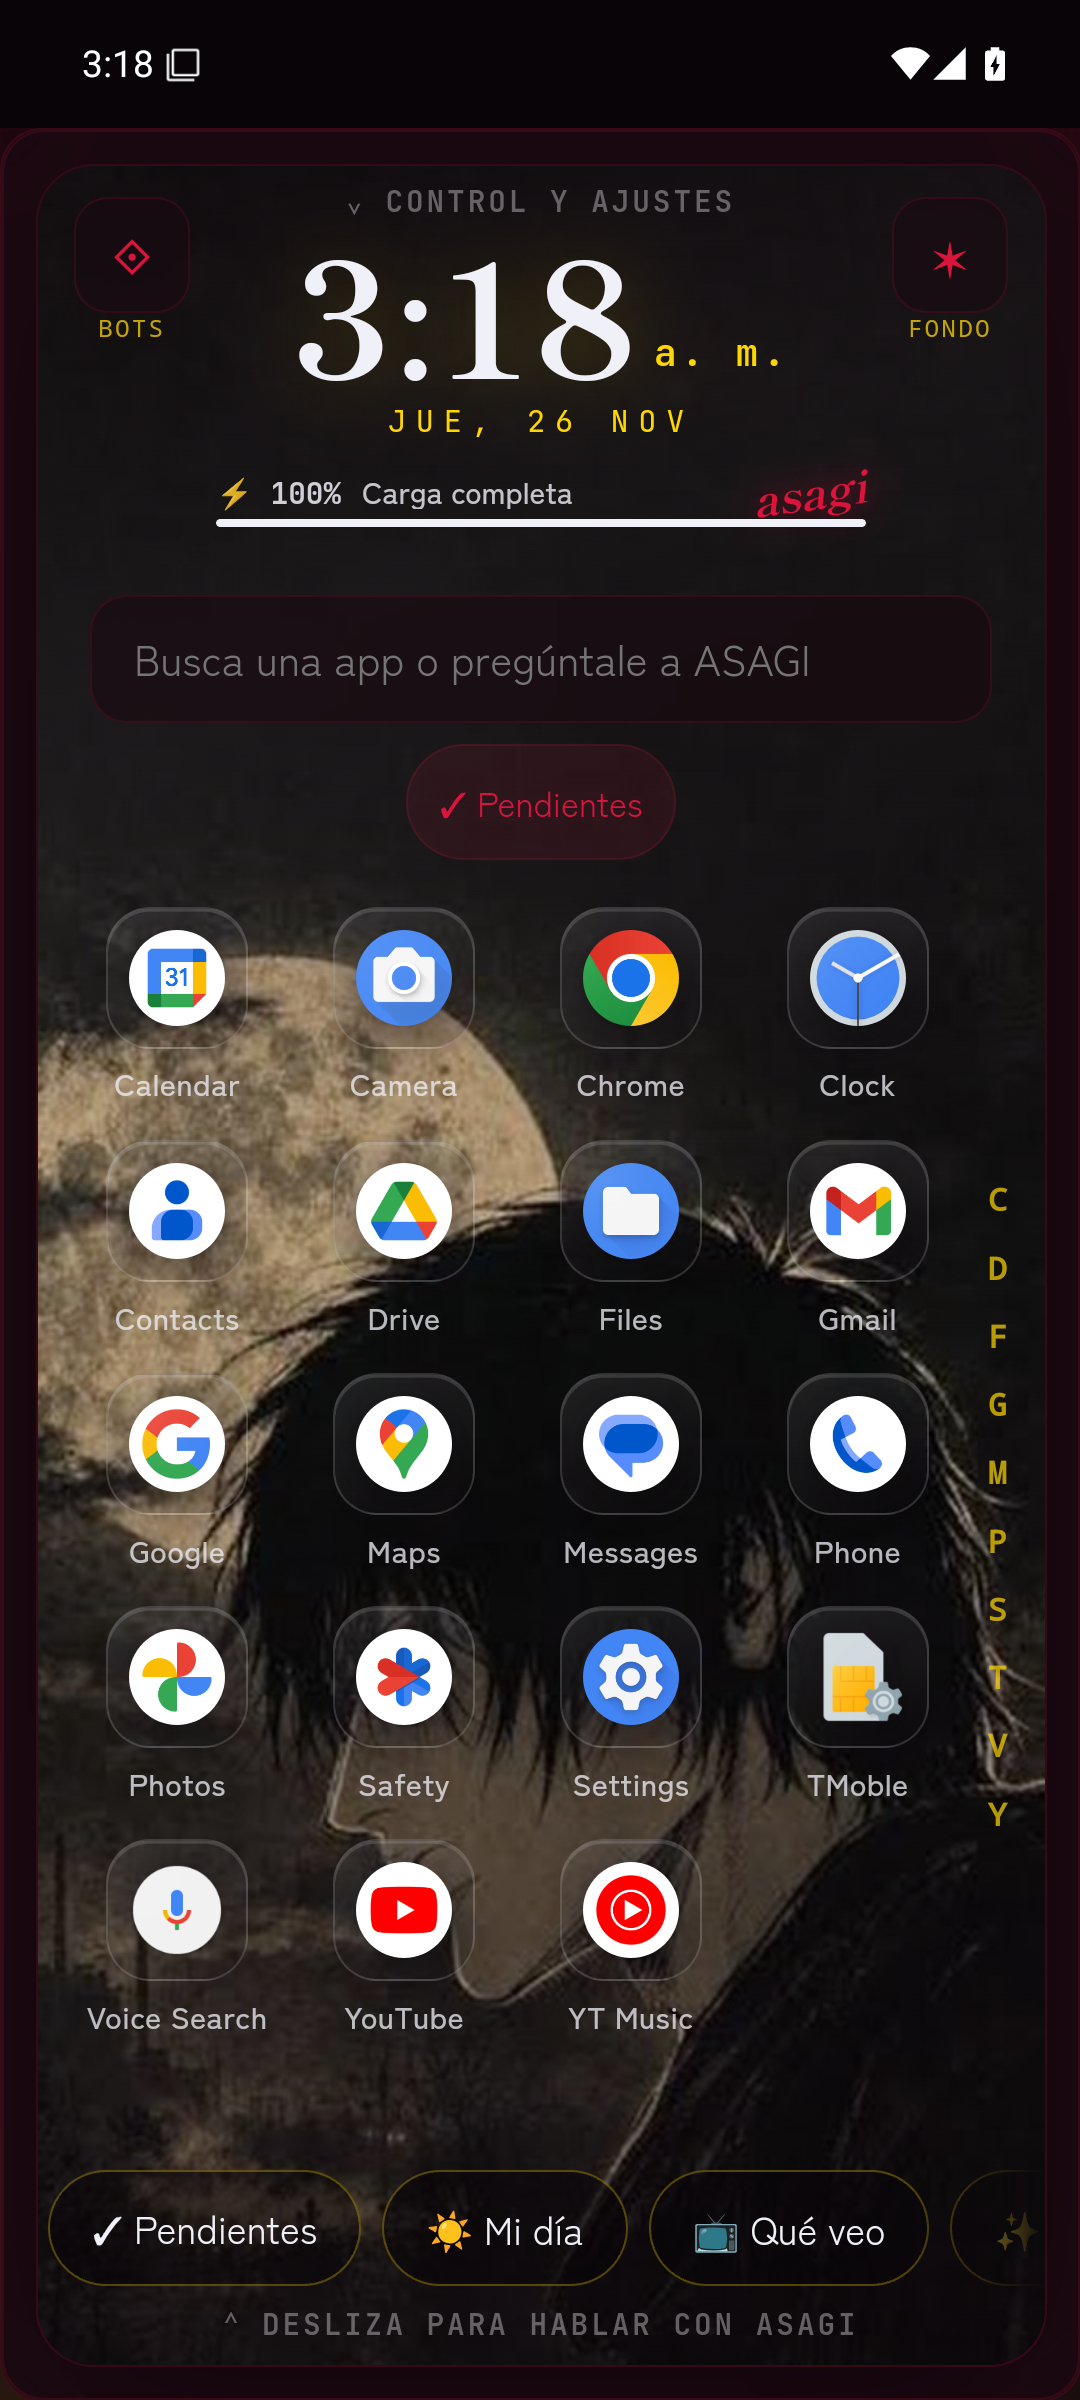 3:18
˅ CONTROL Y AJUSTES
BOTS
3:18 a. m.
FONDO
JUE, 26 NOV
⚡ 100% Carga completa
asagi
Busca una app o pregúntale a ASAGI
✓ Pendientes
31
Calendar Camera Chrome Clock
Contacts Drive Files Gmail
Google Maps Messages Phone
Photos Safety Settings TMoble
Voice Search YouTube YT Music
C
D
F
G
M
P
S
T
V
Y
✓ Pendientes ☀️ Mi día 📺 Qué veo ✨
^ DESLIZA PARA HABLAR CON ASAGI